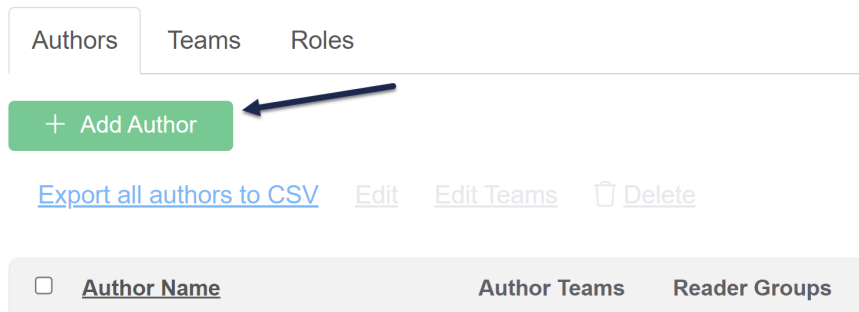 Authors Teams Roles
+ Add Author
Export all authors to CSV Edit Edit Teams Delete
Author Name Author Teams Reader Groups